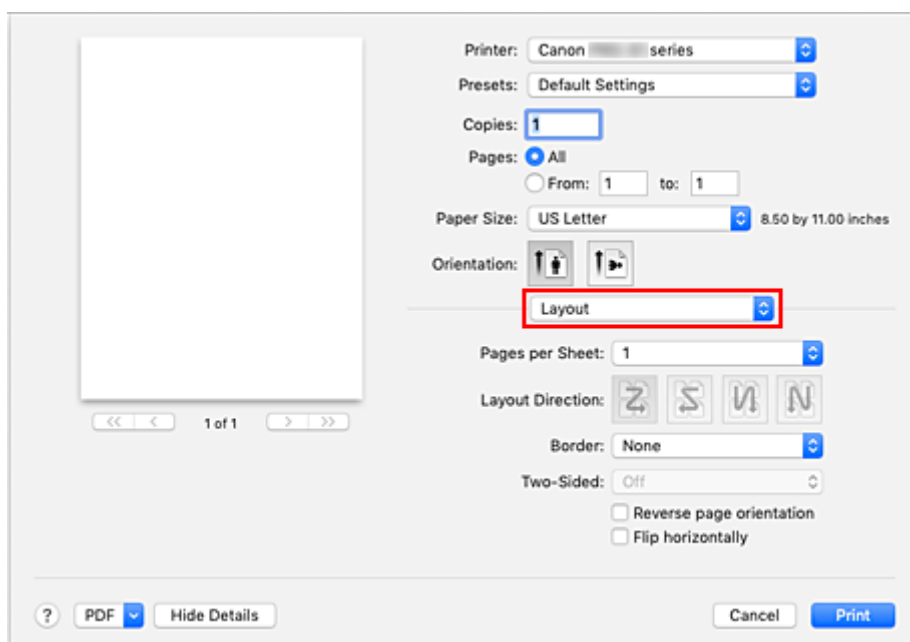 Printer: Canon series
Presets: Default Settings
Copies: 1
Pages: All
From: 1 to: 1
Paper Size: US Letter 8.50 by 11.00 inches
Orientation:
Layout
Pages per Sheet: 1
Layout Direction:
<< < 1 of 1 > >>
Border: None
Two-Sided: Off
Reverse page orientation
Flip horizontally
? PDF Hide Details Cancel Print